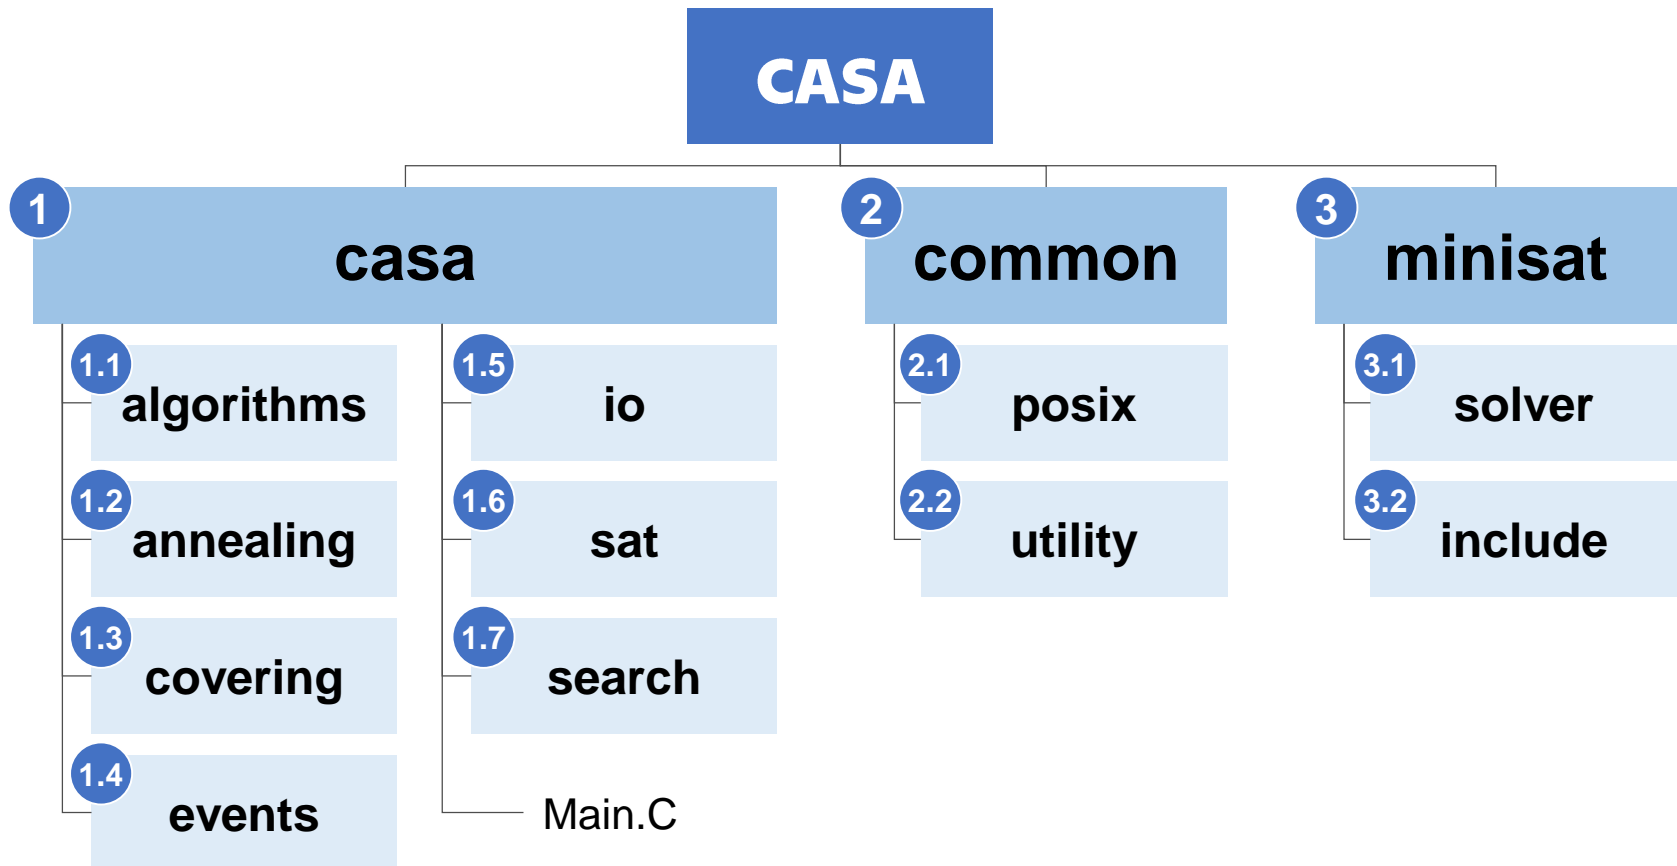 CASA
1
casa
2
common
3
minisat
1.1
algorithms
1.2
annealing
1.3
covering
1.4
events
1.5
io
1.6
sat
1.7
search
Main.C
2.1
posix
2.2
utility
3.1
solver
3.2
include